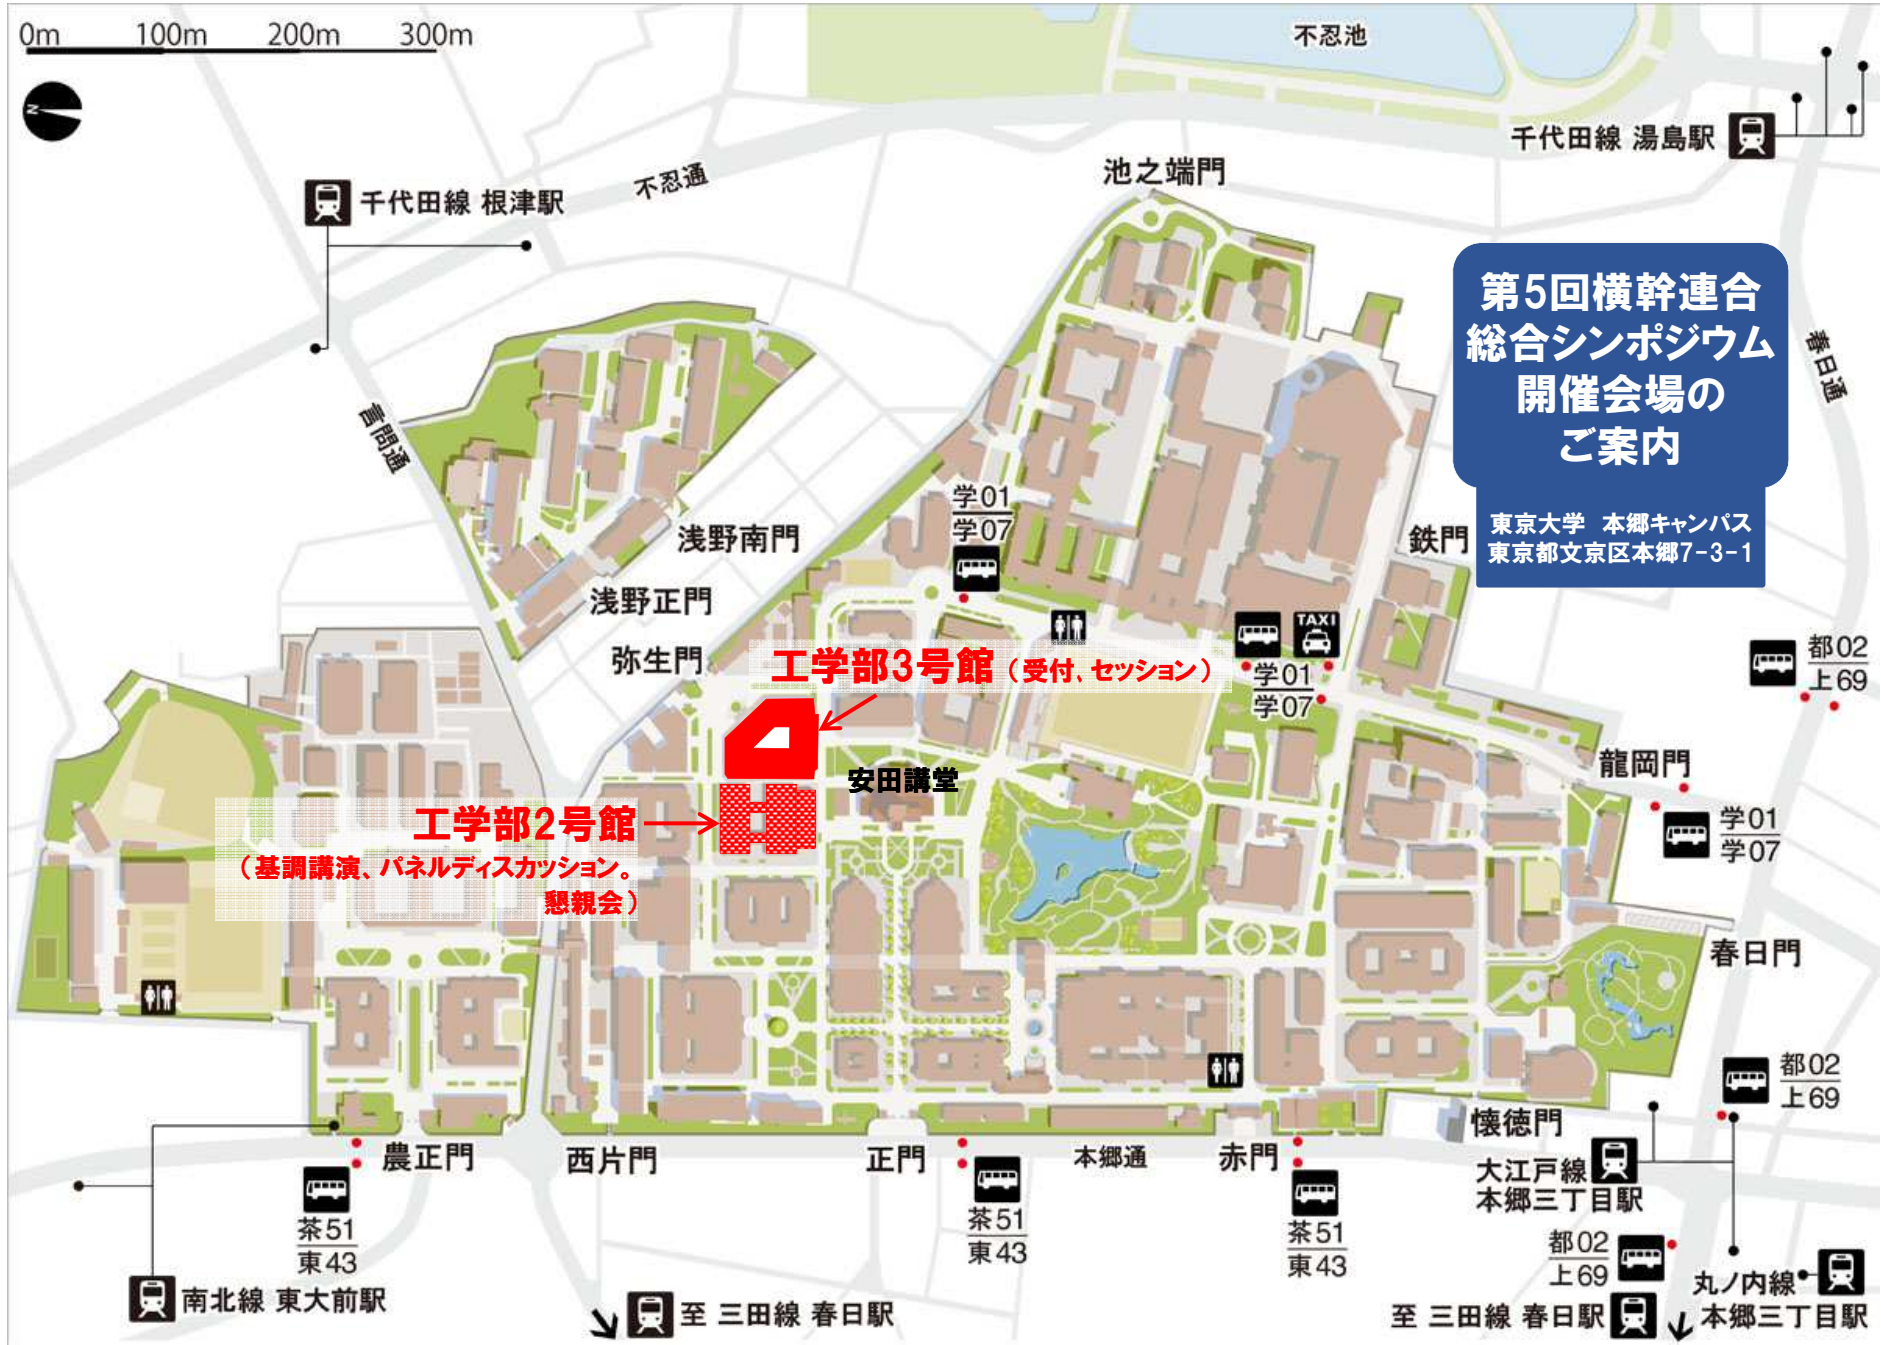 0m 100m 200m 300m
N
不忍池
千代田線 湯島駅
池之端門
不忍通
千代田線 根津駅
第5回横幹連合
総合シンポジウム
開催会場の
ご案内
東京大学 本郷キャンパス
東京都文京区本郷7-3-1
春日通
言問通
学01
学07
浅野南門
鉄門
浅野正門
TAXI
弥生門
工学部3号館（受付、セッション）
学01
学07
都02
上69
龍岡門
安田講堂
工学部2号館
（基調講演、パネルディスカッション。
懇親会）
学01
学07
春日門
都02
上69
懐徳門
農正門
西片門
正門
本郷通
赤門
大江戸線
本郷三丁目駅
茶51
東43
茶51
東43
茶51
東43
都02
上69
南北線 東大前駅
至 三田線 春日駅
丸ノ内線
本郷三丁目駅
至 三田線 春日駅